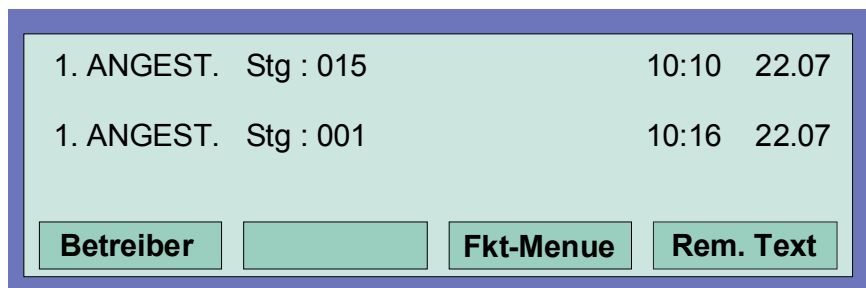 1. ANGEST. Stg : 015 10:10 22.07
1. ANGEST. Stg : 001 10:16 22.07
Betreiber Fkt-Menue Rem. Text